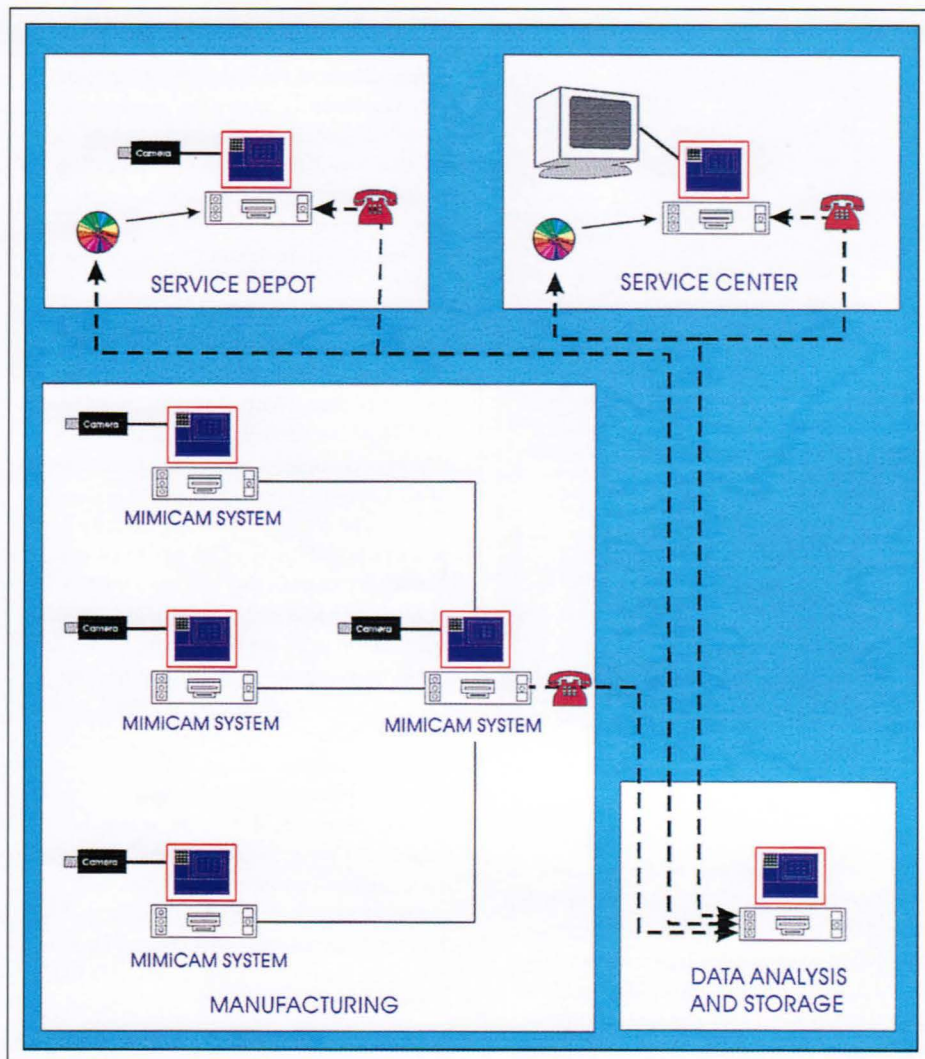 Camera
SERVICE DEPOT
SERVICE CENTER
Camera
MIMICAM SYSTEM
Camera
Camera
MIMICAM SYSTEM
MIMICAM SYSTEM
Camera
MIMICAM SYSTEM
MANUFACTURING
DATA ANALYSIS
AND STORAGE